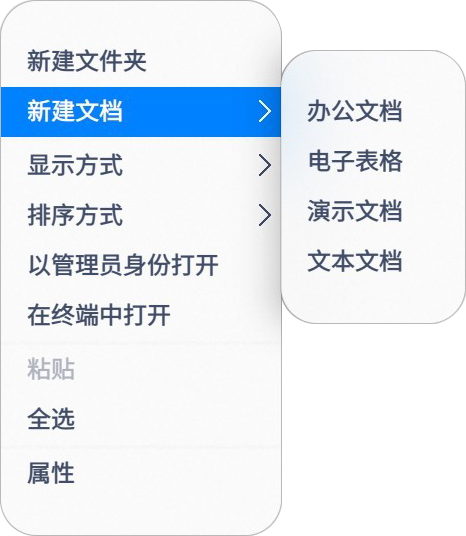 新建文件夹
新建文档
显示方式
排序方式
以管理员身份打开
在终端中打开
粘贴
全选
属性
办公文档
电子表格
演示文档
文本文档